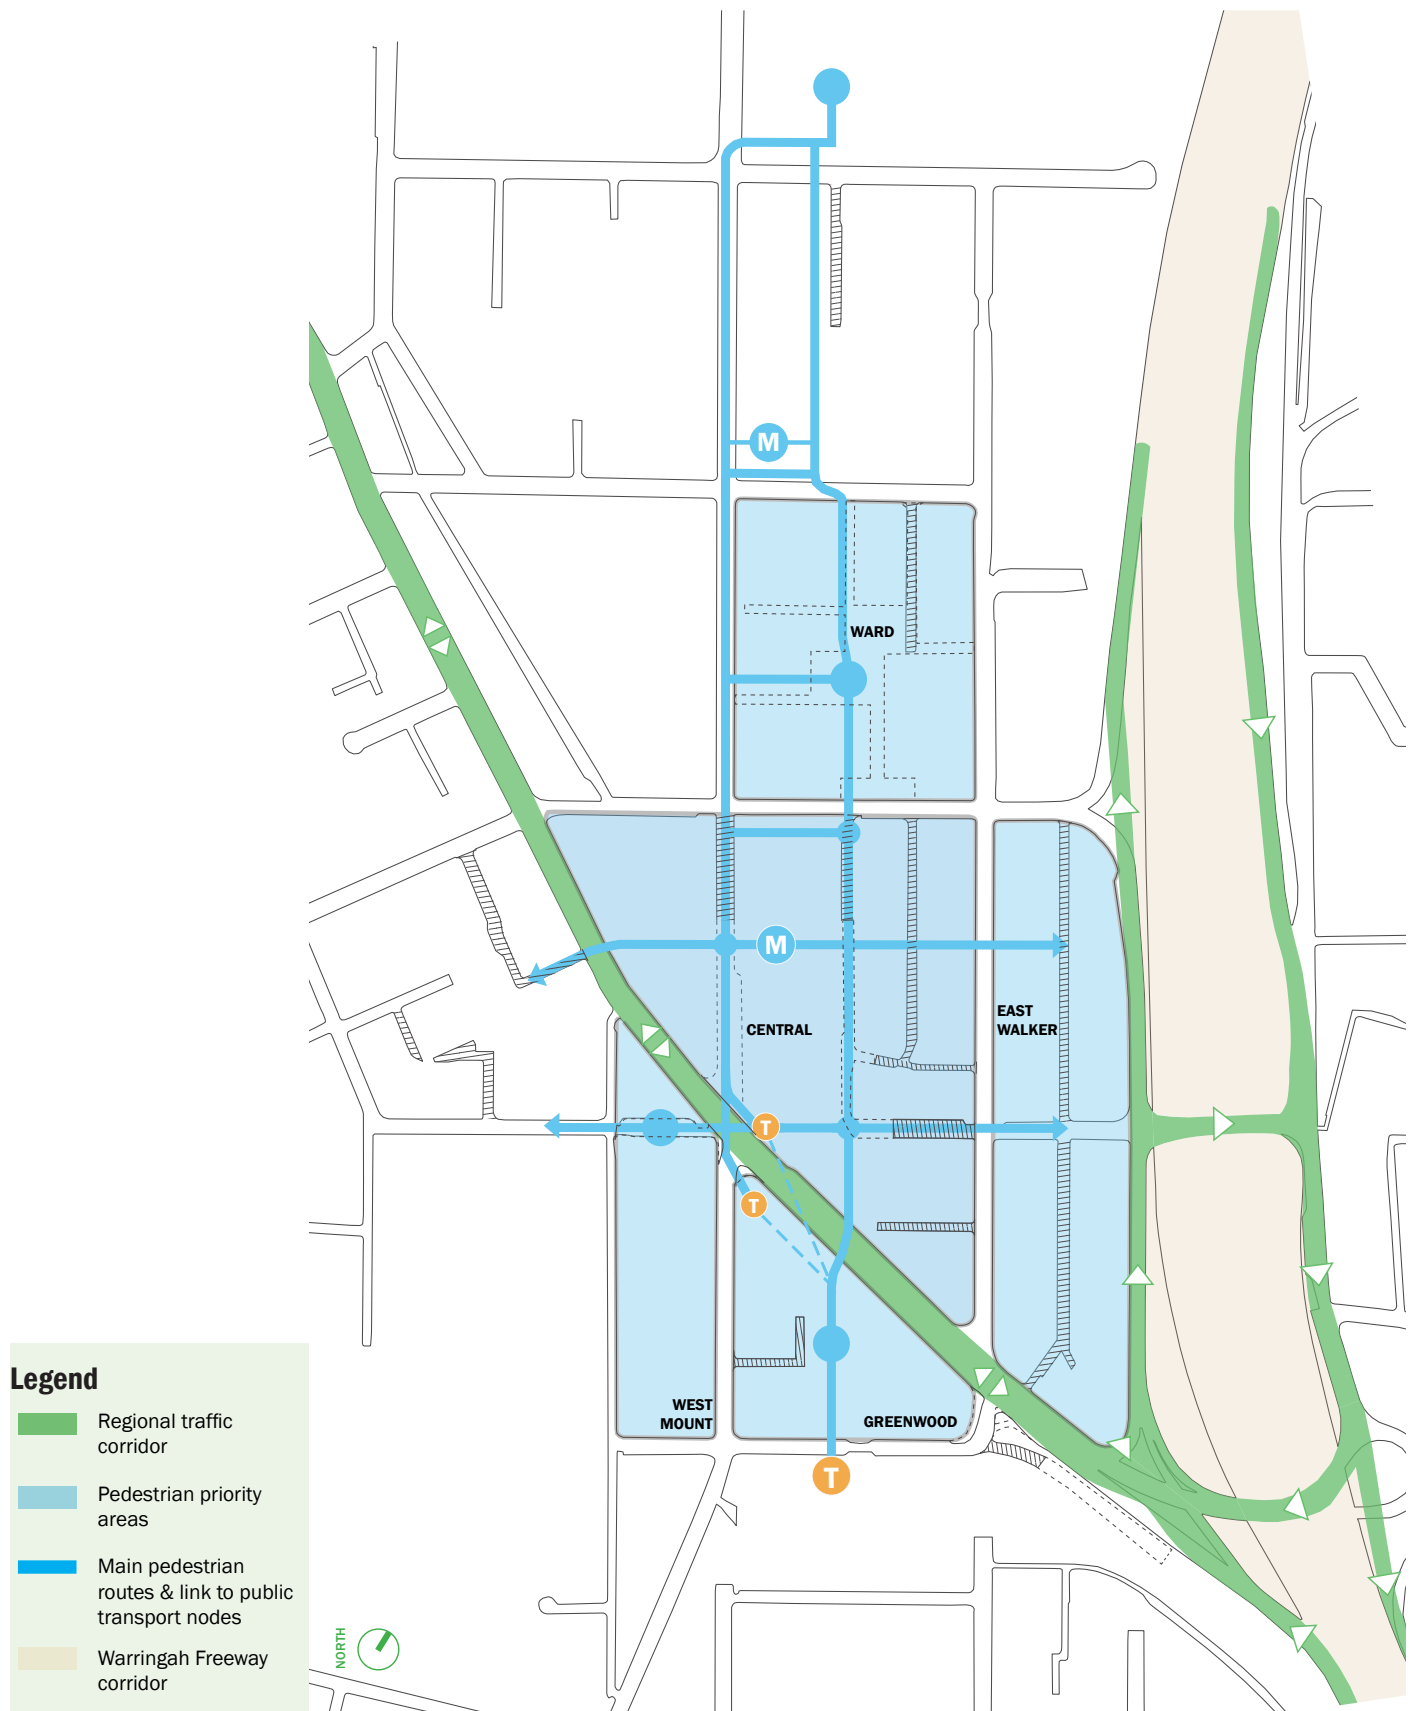 M
WARD
M
EAST
WALKER
CENTRAL
T
T
WEST
MOUNT
GREENWOOD
T
Legend
Regional traffic
corridor
Pedestrian priority
areas
Main pedestrian
routes & link to public
transport nodes
Warringah Freeway
corridor
NORTH